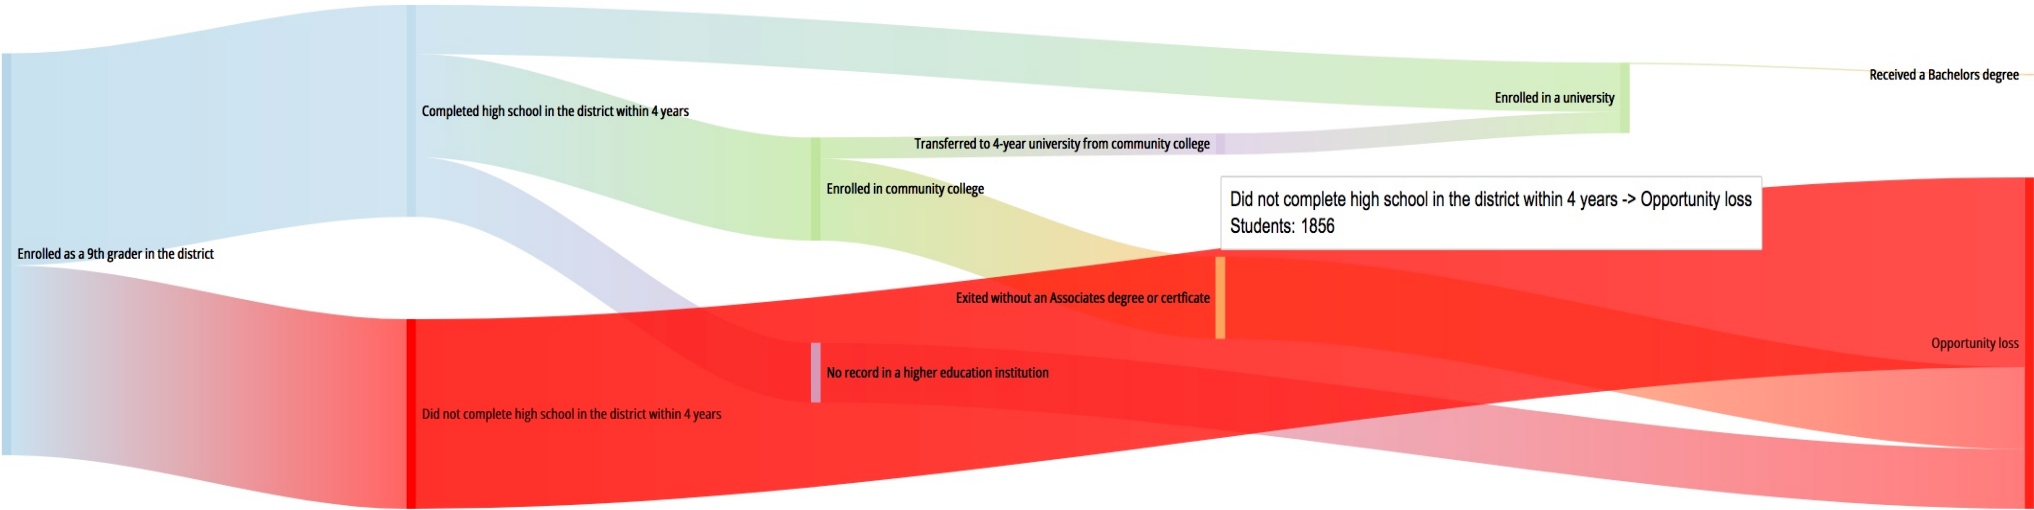 Received a Bachelors degree
Enrolled in a university
Completed high school in the district within 4 years
Transferred to 4-year university from community college
Enrolled in community college
Did not complete high school in the district within 4 years -> Opportunity loss
Students: 1856
Enrolled as a 9th grader in the district
Exited without an Associates degree or certficate
Opportunity loss
No record in a higher education institution
Did not complete high school in the district within 4 years